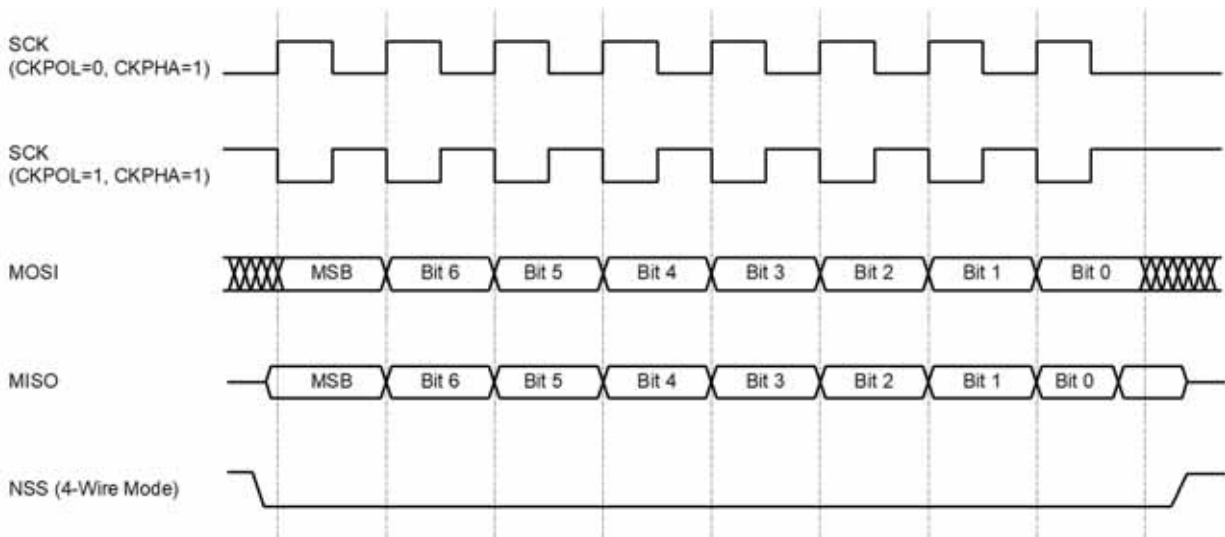 SCK
(CKPOL=0, CKPHA=1)
SCK
(CKPOL=1, CKPHA=1)
MOSI
MSB Bit 6 Bit 5 Bit 4 Bit 3 Bit 2 Bit 1 Bit 0
MISO
MSB Bit 6 Bit 5 Bit 4 Bit 3 Bit 2 Bit 1 Bit 0
NSS (4-Wire Mode)